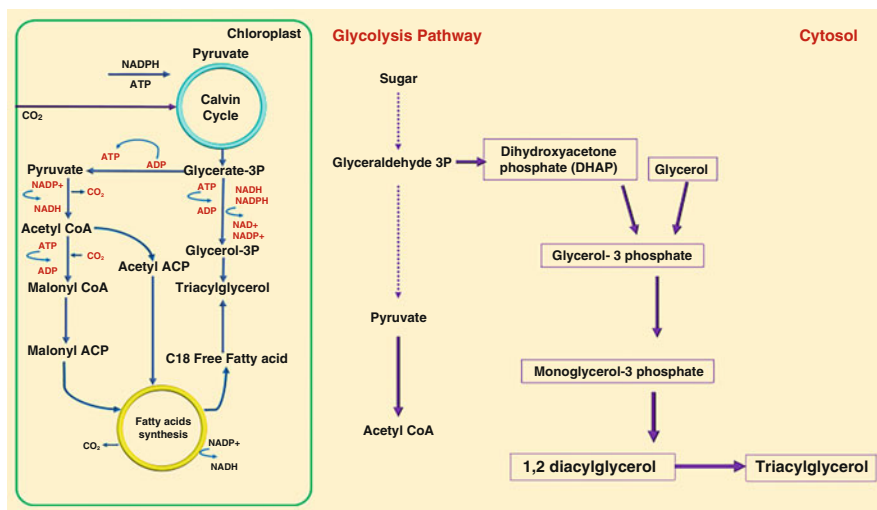 Chloroplast
Glycolysis Pathway
Cytosol
Pyruvate
NADPH
ATP
Calvin
Cycle
CO₂
ATP
ADP
Pyruvate
Glycerate-3P
NADP+
CO₂
NADH
ATP
ADP
NADH
NADPH
NAD+
NADP+
Acetyl CoA
ATP
CO₂
ADP
Acetyl ACP
Glycerol-3P
Malonyl CoA
Triacylglycerol
Malonyl ACP
C18 Free Fatty acid
Fatty acids
synthesis
CO₂
NADP+
NADH
Sugar
Glyceraldehyde 3P
Pyruvate
Acetyl CoA
Dihydroxyacetone
phosphate (DHAP)
Glycerol
Glycerol- 3 phosphate
Monoglycerol-3 phosphate
1,2 diacylglycerol
Triacylglycerol